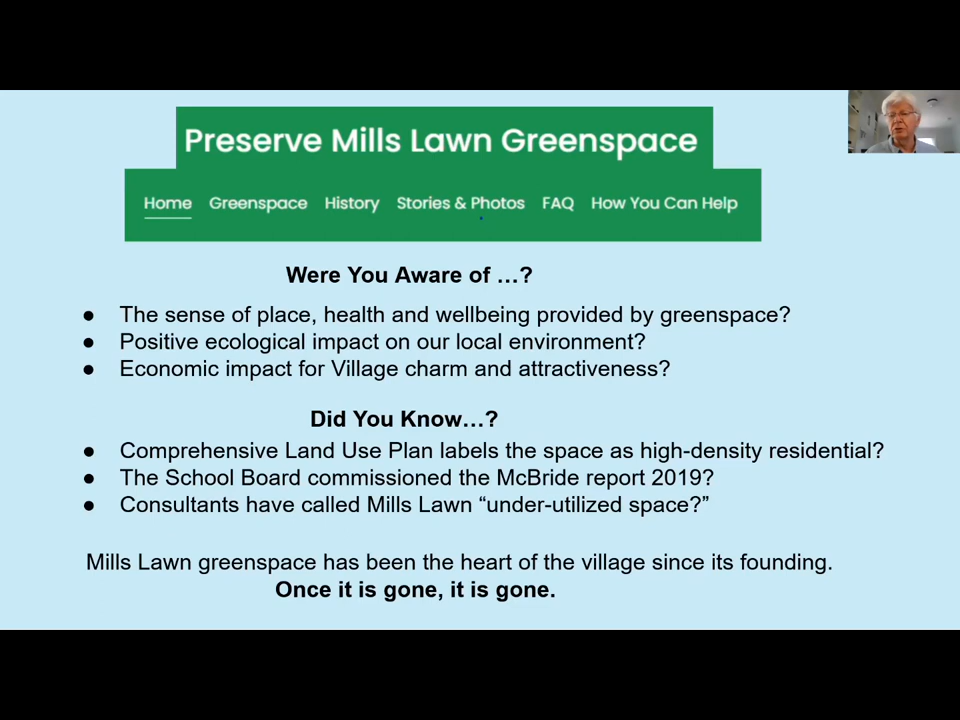 Preserve Mills Lawn Greenspace
Home Greenspace History Stories & Photos FAQ How You Can Help
Were You Aware of ...?
● The sense of place, health and wellbeing provided by greenspace?
● Positive ecological impact on our local environment?
● Economic impact for Village charm and attractiveness?
Did You Know…?
● Comprehensive Land Use Plan labels the space as high-density residential?
● The School Board commissioned the McBride report 2019?
● Consultants have called Mills Lawn “under-utilized space?”
Mills Lawn greenspace has been the heart of the village since its founding.
Once it is gone, it is gone.